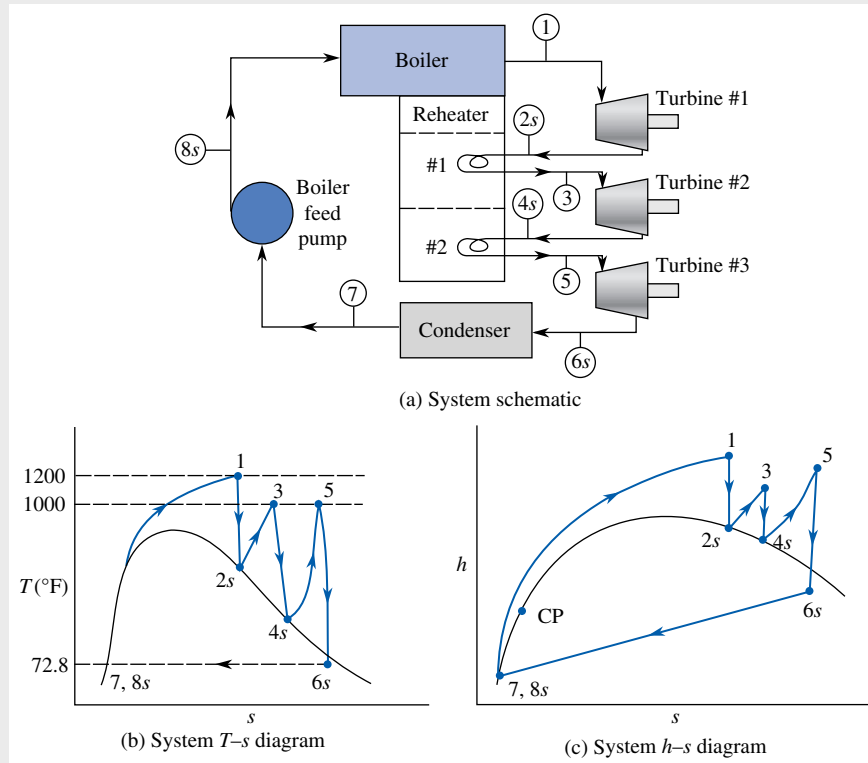 1
Boiler
Turbine #1
Reheater
2s
8s
#1
Turbine #2
3
4s
Boiler
feed
pump
#2
Turbine #3
5
7
Condenser
6s
(a) System schematic
1
1200
3
5
1000
T (°F)
2s
4s
72.8
7, 8s
6s
s
(b) System T–s diagram
1
5
3
2s
4s
h
CP
6s
7, 8s
s
(c) System h–s diagram